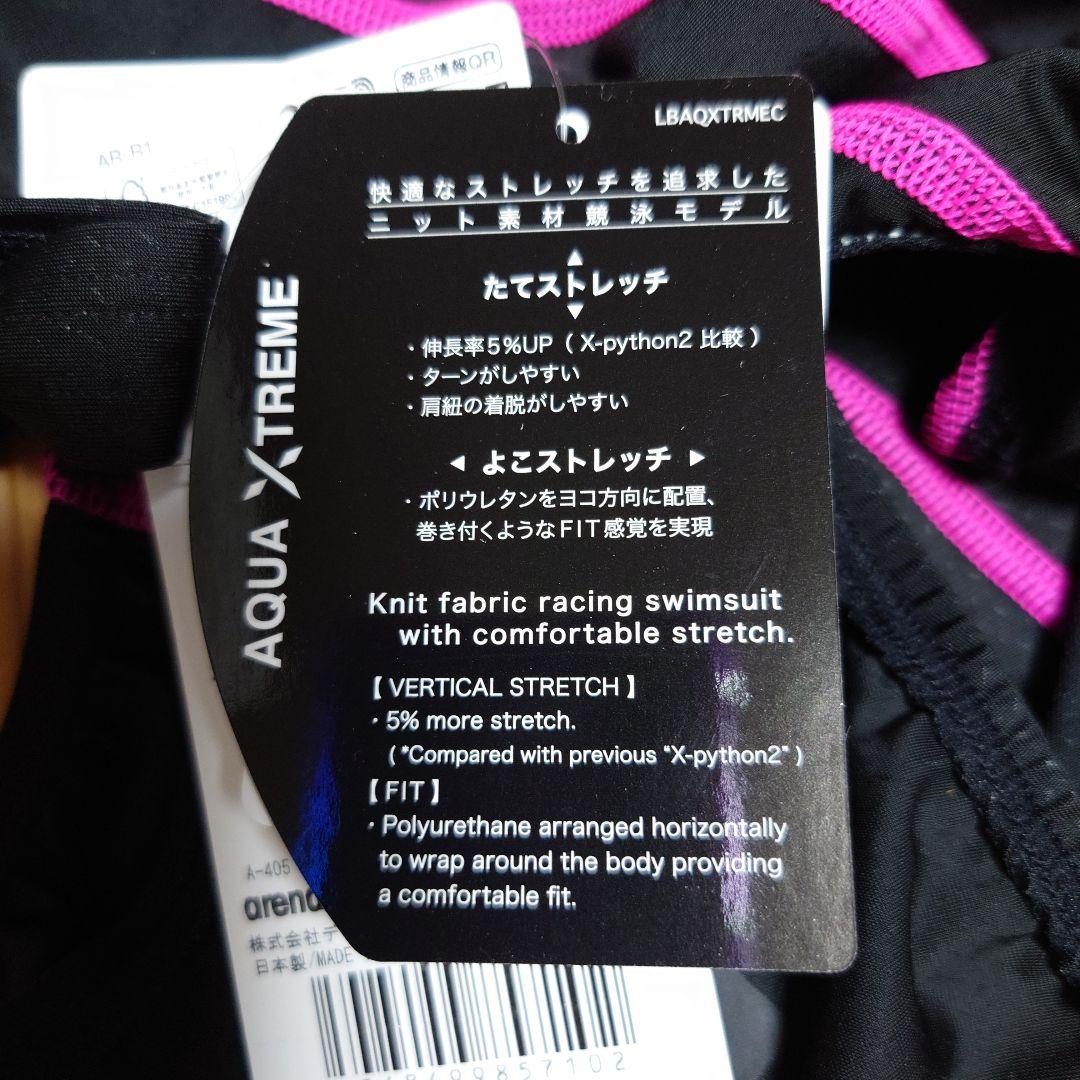 商品情報QR
AR-R1
LBAQXTRMEC
快適なストレッチを追求した
ニット素材競泳モデル
AQUA XTREME
たてストレッチ
・伸長率5%UP ( X-python2 比較 )
・ターンがしやすい
・肩紐の着脱がしやすい
よこストレッチ
・ポリウレタンをヨコ方向に配置、
巻き付くようなFIT感覚を実現
Knit fabric racing swimsuit
with comfortable stretch.
【 VERTICAL STRETCH 】
・5% more stretch.
( *Compared with previous “X-python2” )
【 FIT 】
・Polyurethane arranged horizontally
to wrap around the body providing
a comfortable fit.
A-405
arena
株式会社デ
日本製/MADE